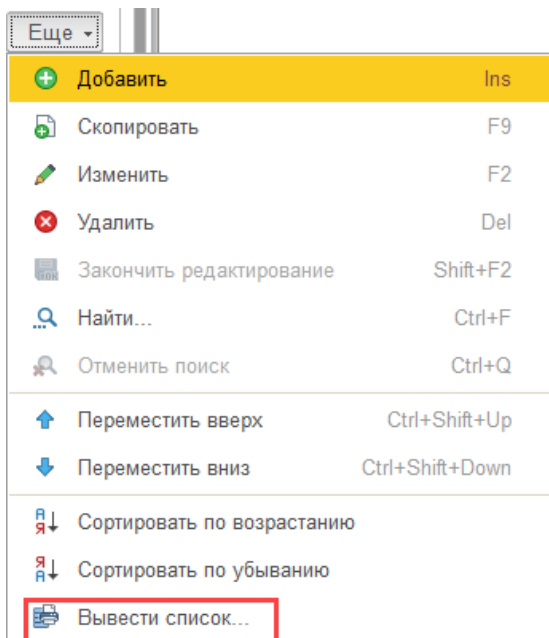 Еще
Добавить Ins
Скопировать F9
Изменить F2
Удалить Del
Закончить редактирование Shift+F2
Найти... Ctrl+F
Отменить поиск Ctrl+Q
Переместить вверх Ctrl+Shift+Up
Переместить вниз Ctrl+Shift+Down
Сортировать по возрастанию
Сортировать по убыванию
Вывести список...